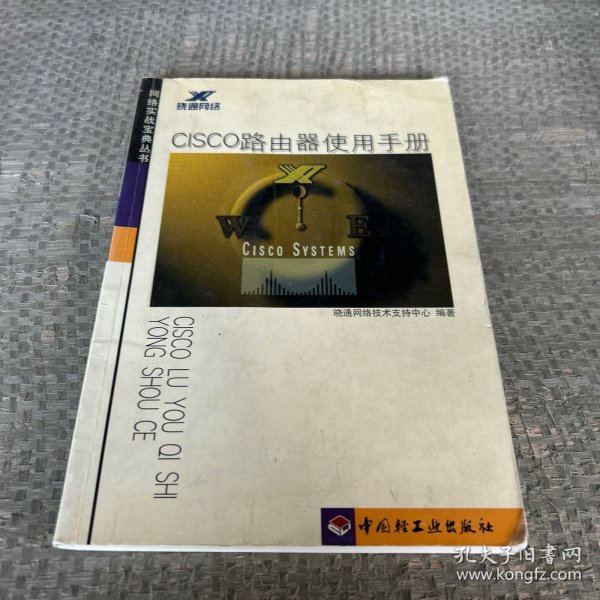 网络实战宝典丛书
晓通网络
CISCO路由器使用手册
W
E
CISCO SYSTEMS
晓通网络技术支持中心 编著
CISCO LU YOU QI SHI
YONG SHOU CE
中国轻工业出版社
孔夫子旧书网
www.kongfz.com